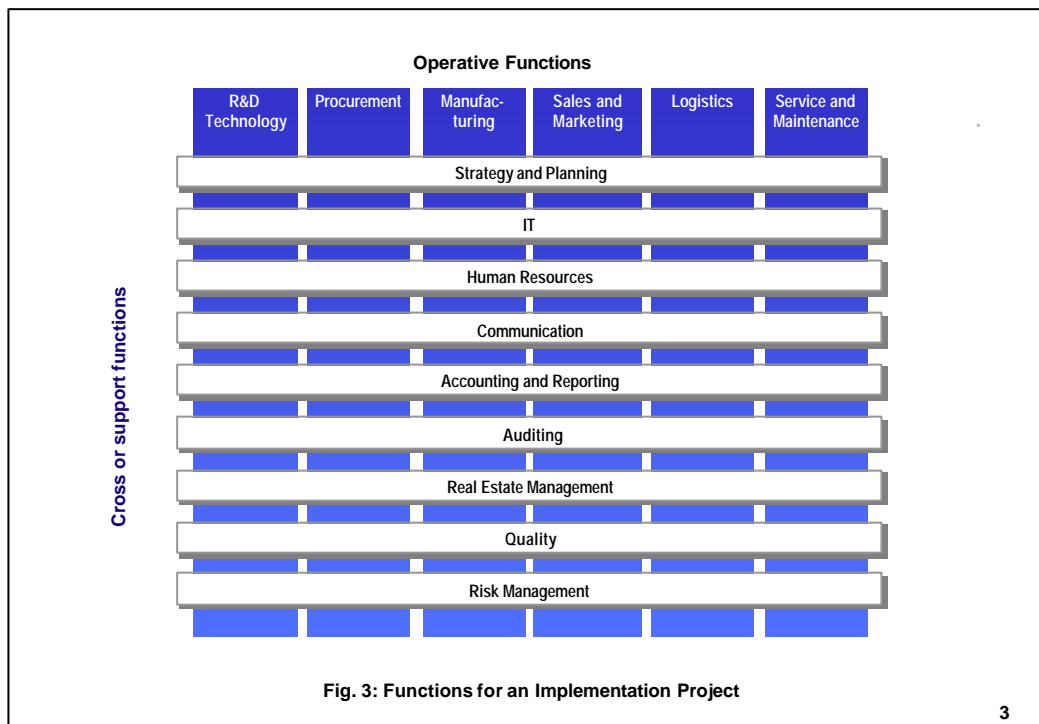 Operative Functions
R&D
Technology
Procurement
Manufac-
turing
Sales and
Marketing
Logistics
Service and
Maintenance
Strategy and Planning
IT
Human Resources
Communication
Accounting and Reporting
Auditing
Real Estate Management
Quality
Risk Management
Cross or support functions
Fig. 3: Functions for an Implementation Project
3